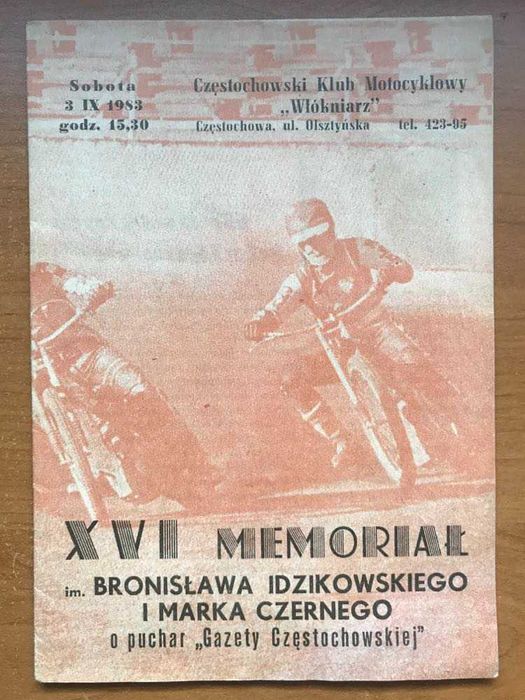 Sobota
3 IX 1983
godz. 15,30
Częstochowski Klub Motocyklowy
„Włókniarz"
Częstochowa, ul. Olsztyńska tel. 423-95
XVI MEMORIAŁ
im. BRONISŁAWA IDZIKOWSKIEGO
I MARKA CZERNEGO
o puchar „Gazety Częstochowskiej"